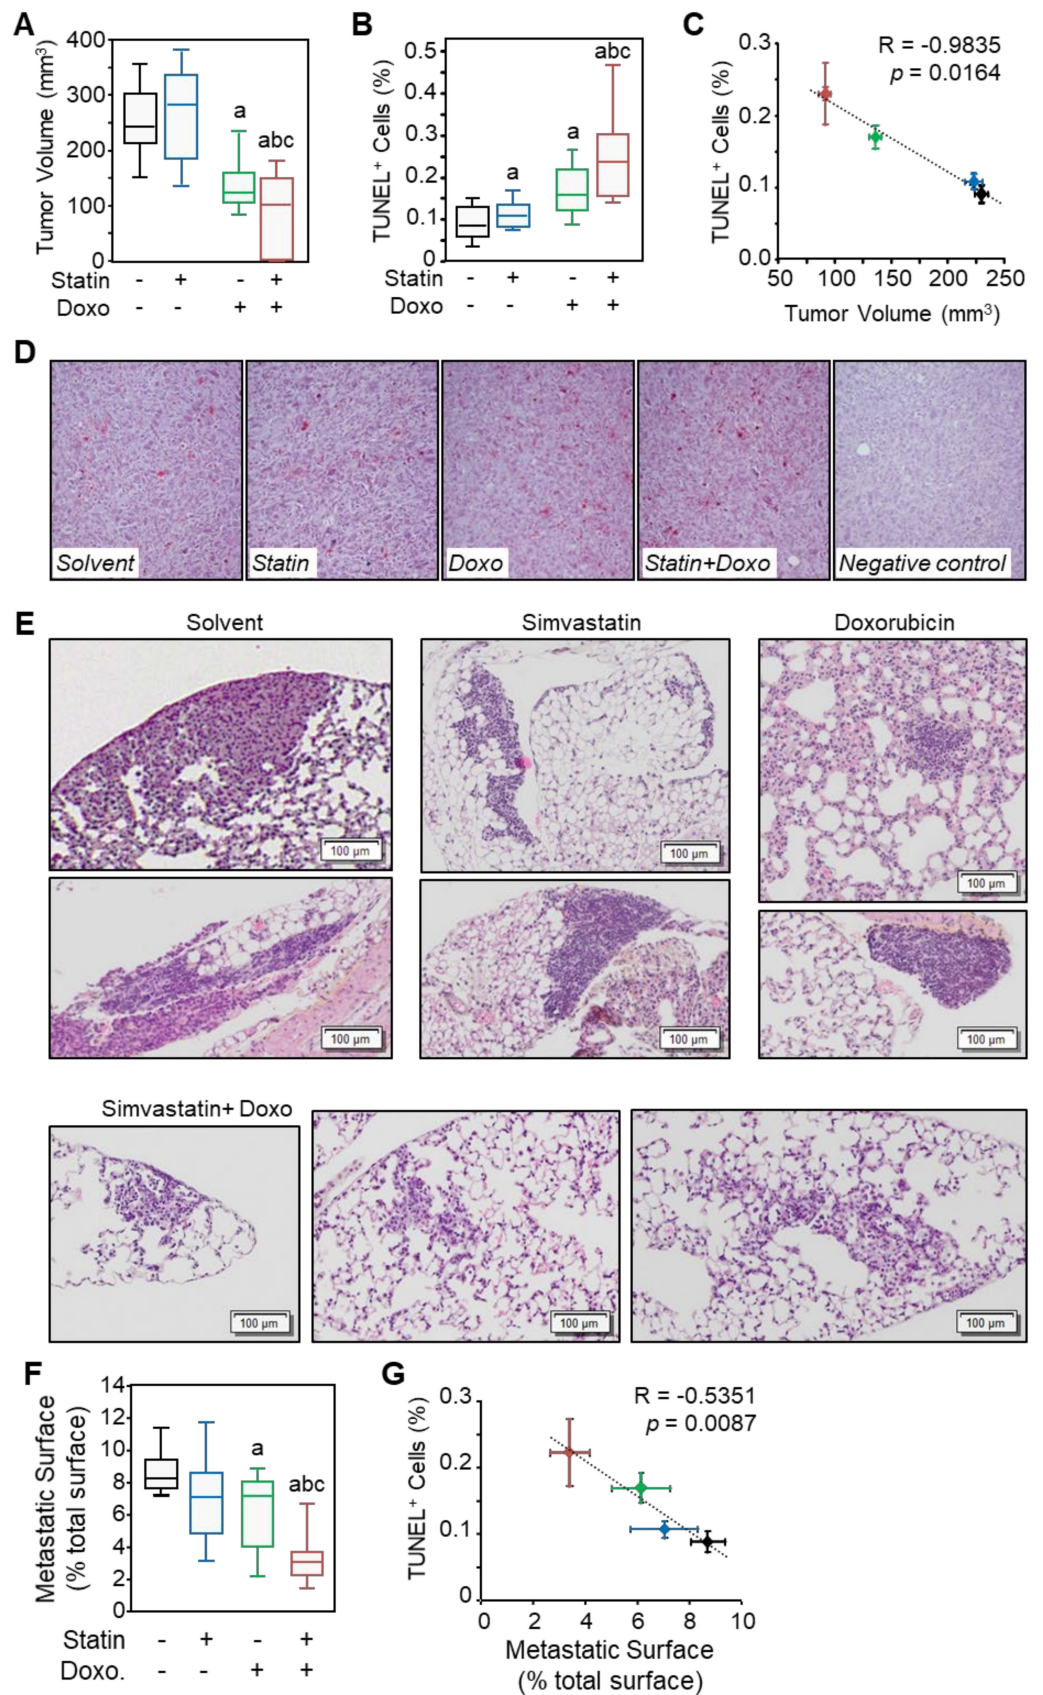 A
Tumor Volume (mm³)
400
300
200
100
0
a
abc
Statin - + - +
Doxo - - + +
B
TUNEL⁺ Cells (%)
0.5
0.4
0.3
0.2
0.1
0
a
a
abc
Statin - + - +
Doxo - - + +
C
TUNEL⁺ Cells (%)
0.3
0.2
0.1
0.0
R = -0.9835
p = 0.0164
50 100 150 200 250
Tumor Volume (mm³)
D
Solvent
Statin
Doxo
Statin+Doxo
Negative control
E
Solvent
Simvastatin
Doxorubicin
100 µm
100 µm
100 µm
100 µm
100 µm
100 µm
Simvastatin+ Doxo
100 µm
100 µm
100 µm
F
Metastatic Surface
(% total surface)
14
12
10
8
6
4
2
0
a
abc
Statin - + - +
Doxo. - - + +
G
TUNEL⁺ Cells (%)
0.3
0.2
0.1
0
R = -0.5351
p = 0.0087
0 2 4 6 8 10
Metastatic Surface
(% total surface)